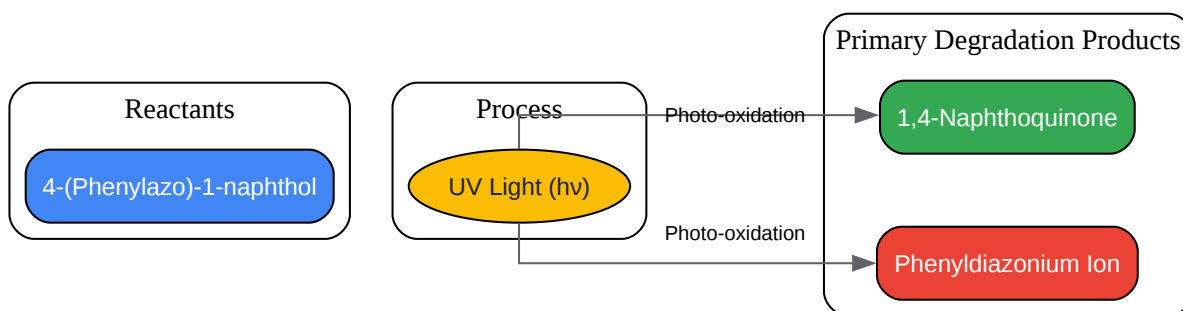 Primary Degradation Products
Reactants
Process
Photo-oxidation
1,4-Naphthoquinone
4-(Phenylazo)-1-naphthol
UV Light (hν)
Photo-oxidation
Phenyldiazonium Ion